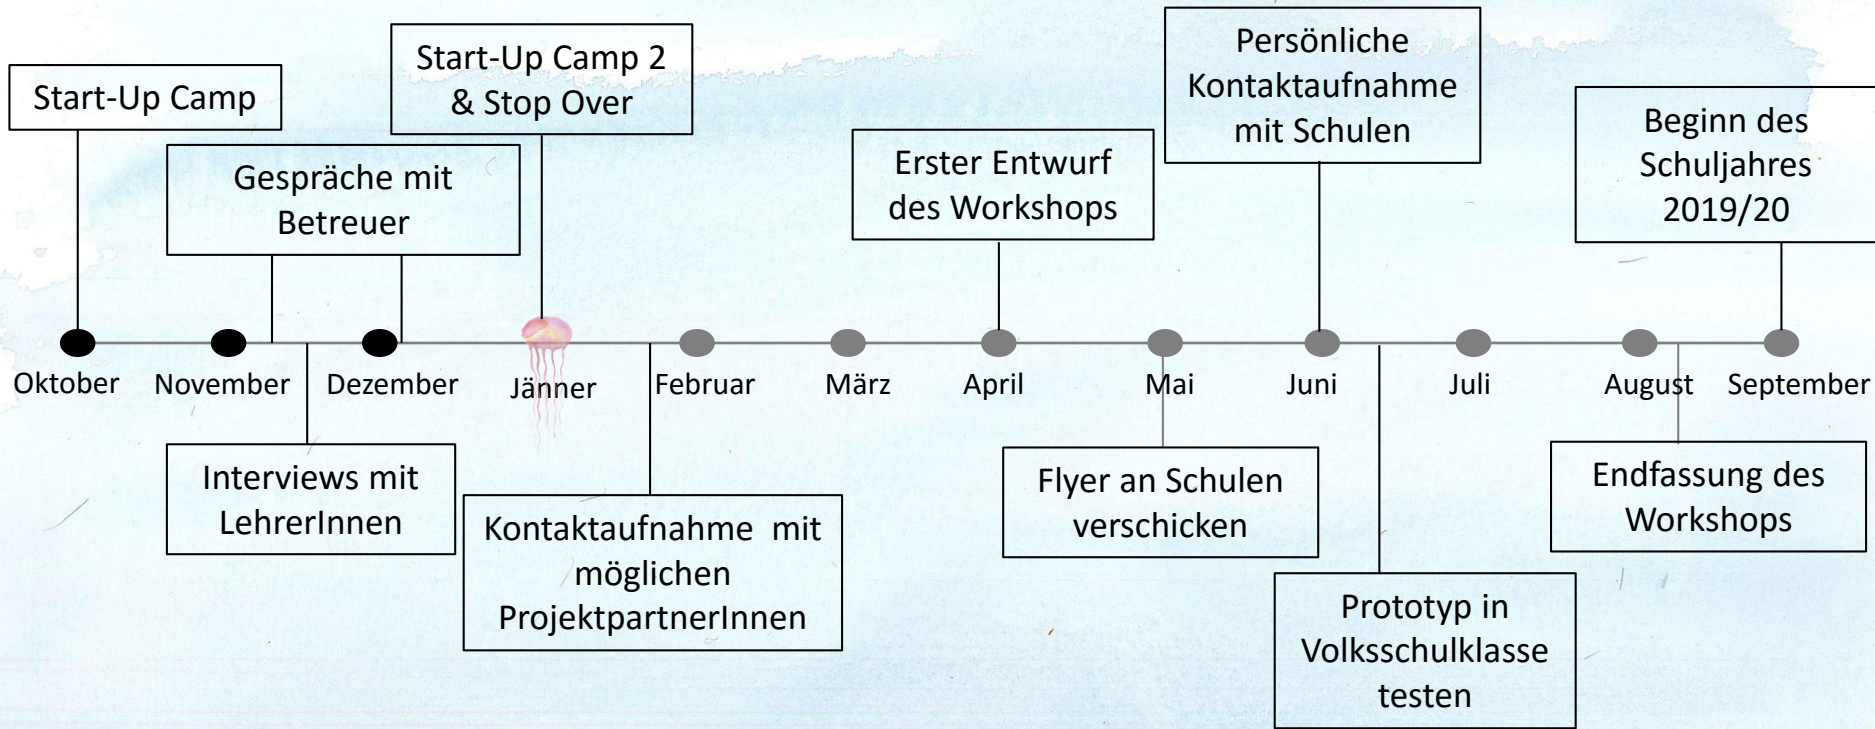 Start-Up Camp
Gespräche mit
Betreuer
Start-Up Camp 2
& Stop Over
Erster Entwurf
des Workshops
Persönliche
Kontaktaufnahme
mit Schulen
Beginn des
Schuljahres
2019/20
Oktober
November
Dezember
Jänner
Februar
März
April
Mai
Juni
Juli
August
September
Interviews mit
LehrerInnen
Kontaktaufnahme mit
möglichen
ProjektpartnerInnen
Flyer an Schulen
verschicken
Prototyp in
Volksschulklasse
testen
Endfassung des
Workshops